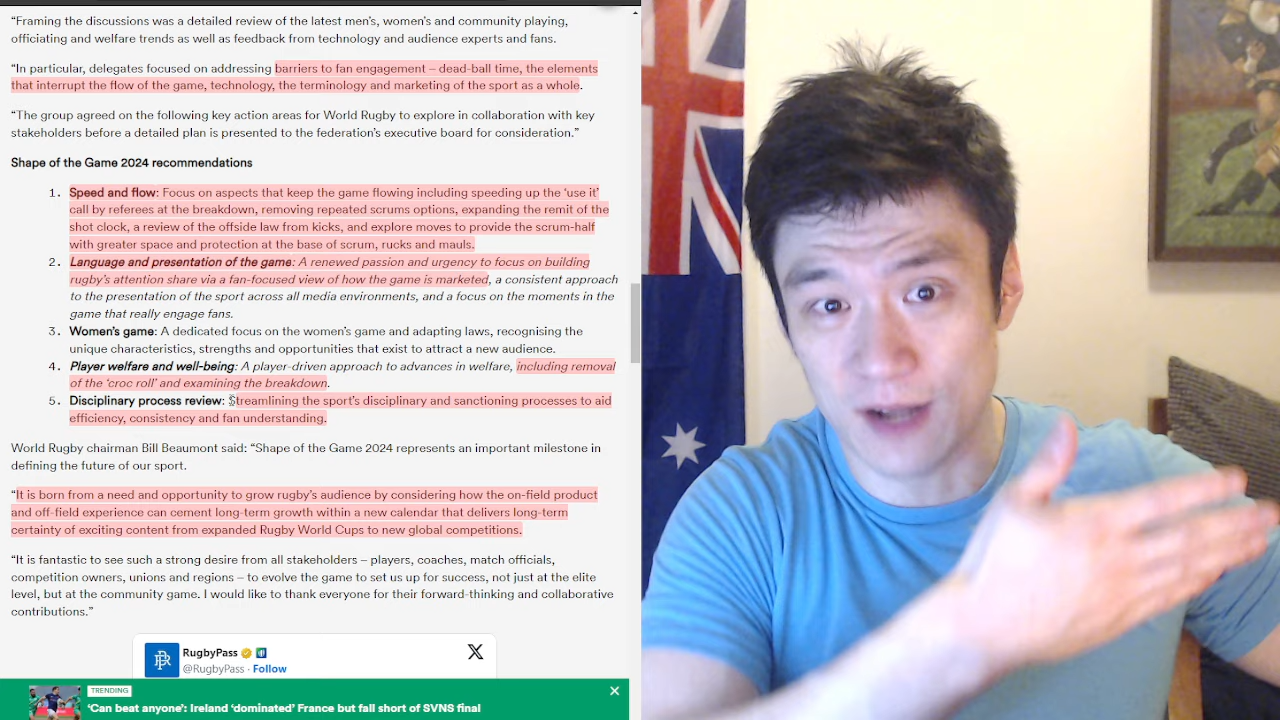 “Framing the discussions was a detailed review of the latest men’s, women’s and community playing,
officiating and welfare trends as well as feedback from technology and audience experts and fans.
“In particular, delegates focused on addressing barriers to fan engagement – dead-ball time, the elements
that interrupt the flow of the game, technology, the terminology and marketing of the sport as a whole.
“The group agreed on the following key action areas for World Rugby to explore in collaboration with key
stakeholders before a detailed plan is presented to the federation’s executive board for consideration.”
Shape of the Game 2024 recommendations
1. Speed and flow: Focus on aspects that keep the game flowing including speeding up the ‘use it’
call by referees at the breakdown, removing repeated scrums options, expanding the remit of the
shot clock, a review of the offside law from kicks, and explore moves to provide the scrum-half
with greater space and protection at the base of scrum, rucks and mauls.
2. Language and presentation of the game: A renewed passion and urgency to focus on building
rugby’s attention share via a fan-focused view of how the game is marketed, a consistent approach
to the presentation of the sport across all media environments, and a focus on the moments in the
game that really engage fans.
3. Women’s game: A dedicated focus on the women’s game and adapting laws, recognising the
unique characteristics, strengths and opportunities that exist to attract a new audience.
4. Player welfare and well-being: A player-driven approach to advances in welfare, including removal
of the ‘croc roll’ and examining the breakdown.
5. Disciplinary process review: Streamlining the sport’s disciplinary and sanctioning processes to aid
efficiency, consistency and fan understanding.
World Rugby chairman Bill Beaumont said: “Shape of the Game 2024 represents an important milestone in
defining the future of our sport.
“It is born from a need and opportunity to grow rugby’s audience by considering how the on-field product
and off-field experience can cement long-term growth within a new calendar that delivers long-term
certainty of exciting content from expanded Rugby World Cups to new global competitions.
“It is fantastic to see such a strong desire from all stakeholders – players, coaches, match officials,
competition owners, unions and regions – to evolve the game to set us up for success, not just at the elite
level, but at the community game. I would like to thank everyone for their forward-thinking and collaborative
contributions.”
RugbyPass
@RugbyPass · Follow
TRENDING
‘Can beat anyone’: Ireland ‘dominated’ France but fall short of SVNS final